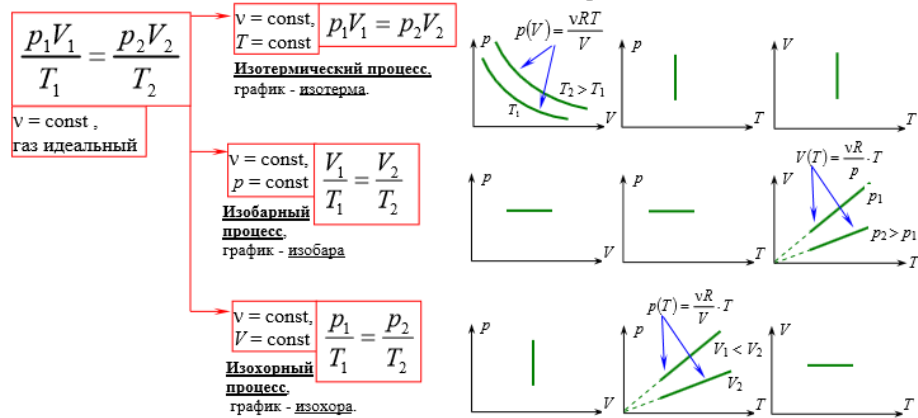 p₁V₁/T₁ = p₂V₂/T₂
ν = const ,
газ идеальный
ν = const,
T = const
p₁V₁ = p₂V₂
Изотермический процесс,
график - изотерма.
p
p(V) = νRT/V
T₂ > T₁
T₁
V
p
T
V
T
ν = const,
p = const
V₁/T₁ = V₂/T₂
Изобарный
процесс,
график - изобара
p
V
p
T
V
V(T) = νR/p · T
p₁
p₂ > p₁
T
ν = const,
V = const
p₁/T₁ = p₂/T₂
Изохорный
процесс,
график - изохора.
p
V
p
p(T) = νR/V · T
V₁ < V₂
V₂
T
V
T